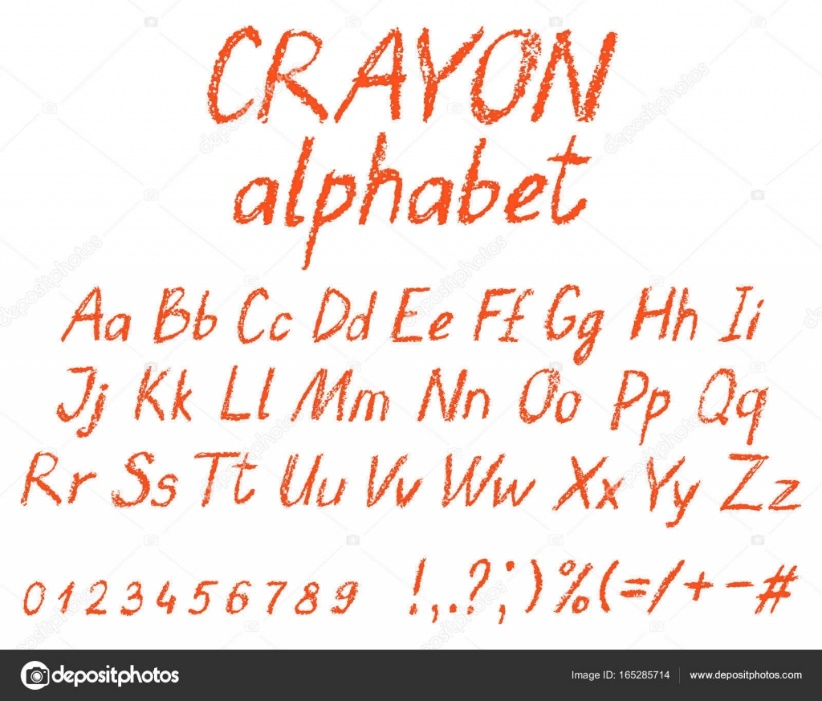 CRAYON
alphabet
Aa Bb Cc Dd Ee Ff Gg Hh Ii
Jj Kk Ll Mm Nn Oo Pp Qq
Rr Ss Tt Uu Vv Ww Xx Yy Zz
0 1 2 3 4 5 6 7 8 9 ! , . ? ; ) % ( = / + - #
depositphotos Image ID: 165285714 www.depositphotos.com